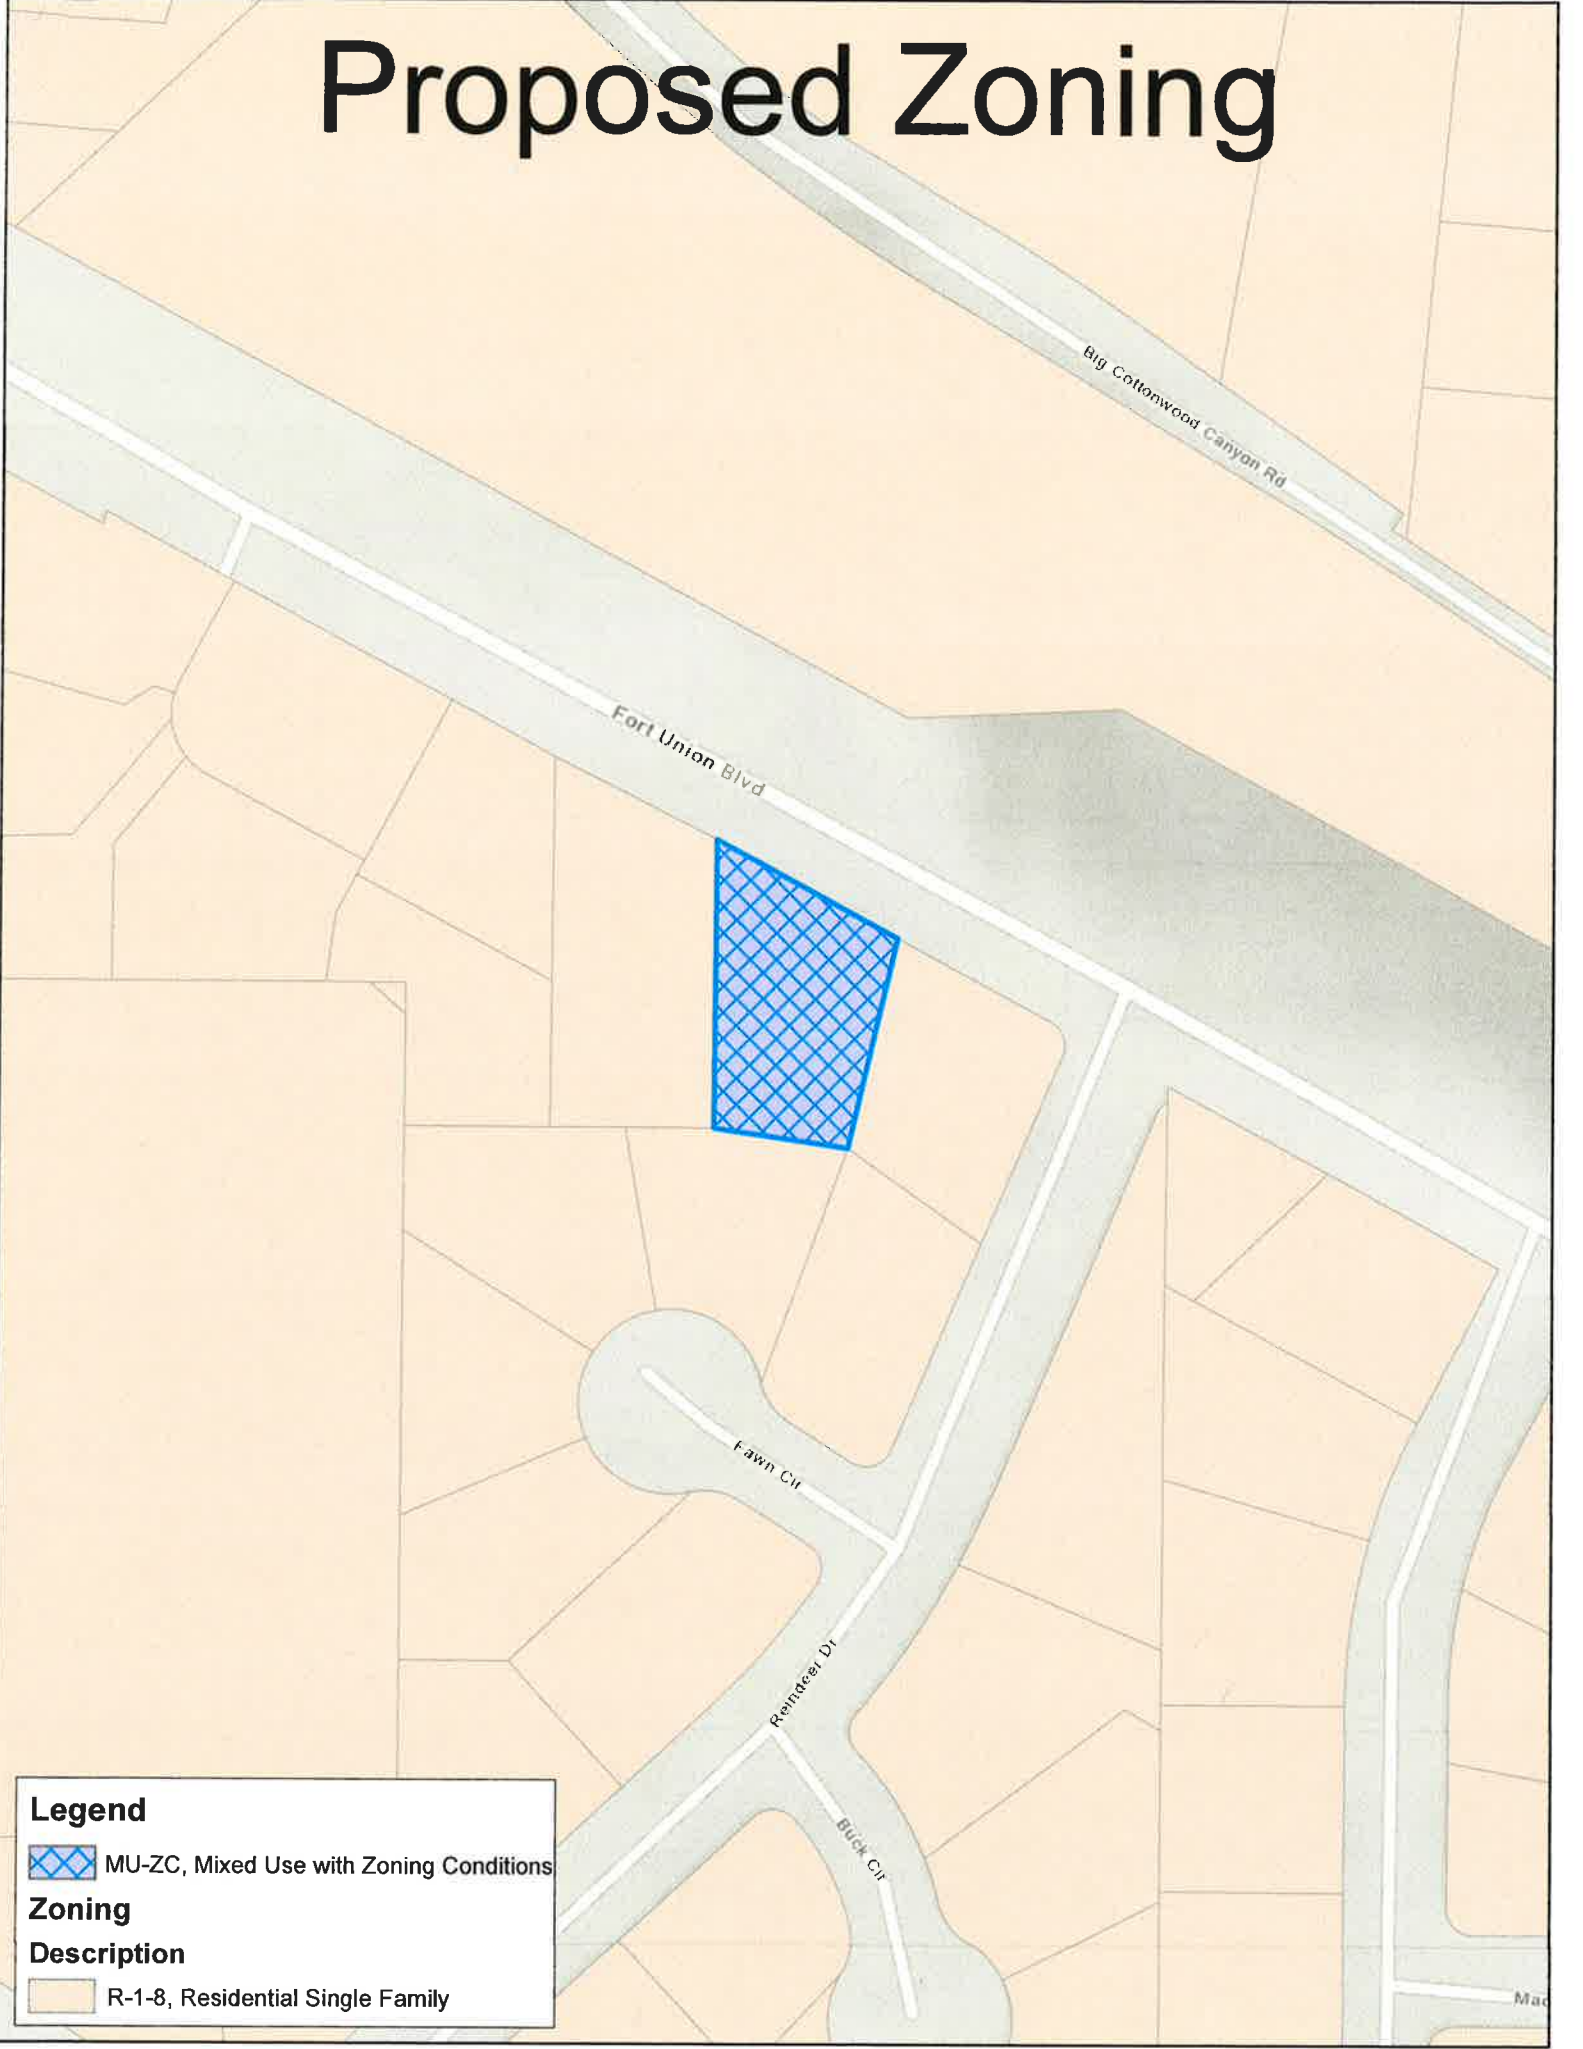 Proposed Zoning
Big Cottonwood Canyon Rd
Fort Union Blvd
Fawn Cir
Reindeer Dr
Buck Cir
Mac
Legend
MU-ZC, Mixed Use with Zoning Conditions
Zoning
Description
R-1-8, Residential Single Family